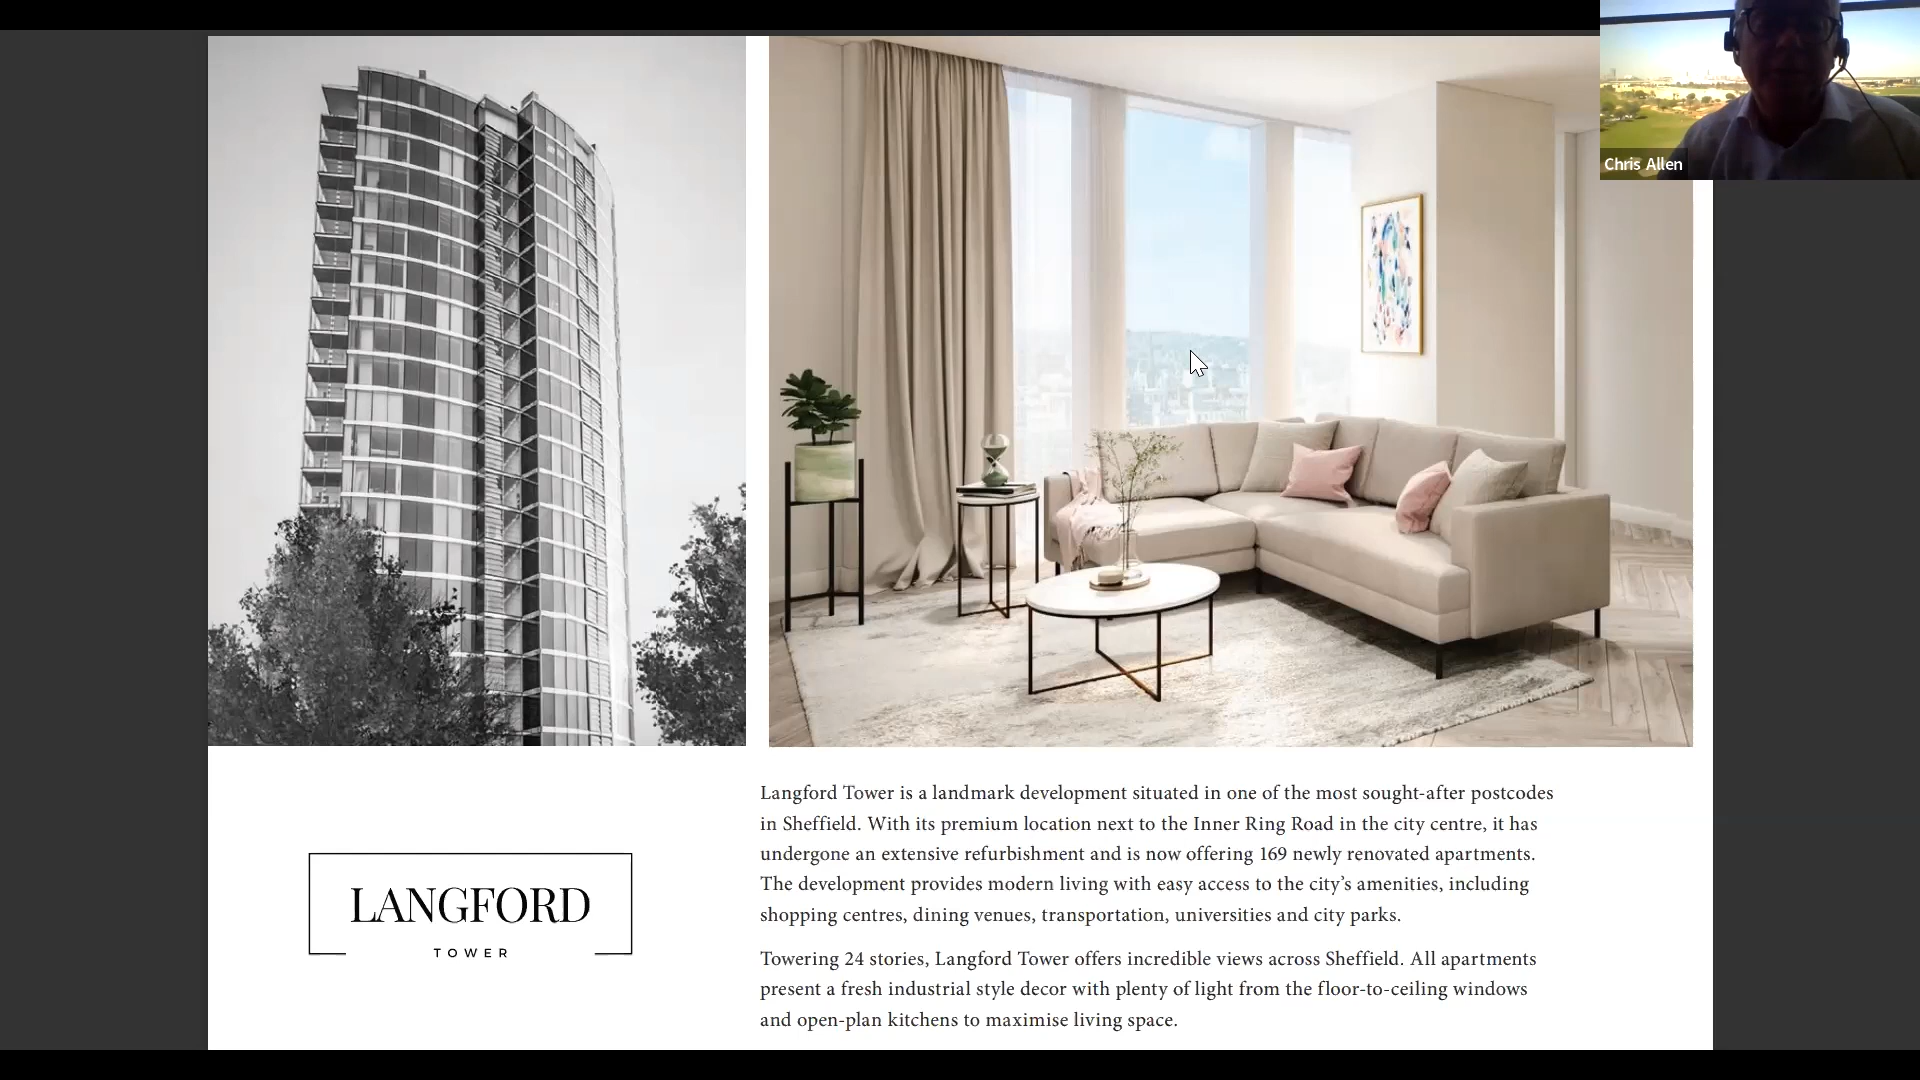 Chris Allen
LANGFORD
TOWER
Langford Tower is a landmark development situated in one of the most sought-after postcodes
in Sheffield. With its premium location next to the Inner Ring Road in the city centre, it has
undergone an extensive refurbishment and is now offering 169 newly renovated apartments.
The development provides modern living with easy access to the city’s amenities, including
shopping centres, dining venues, transportation, universities and city parks.
Towering 24 stories, Langford Tower offers incredible views across Sheffield. All apartments
present a fresh industrial style decor with plenty of light from the floor-to-ceiling windows
and open-plan kitchens to maximise living space.